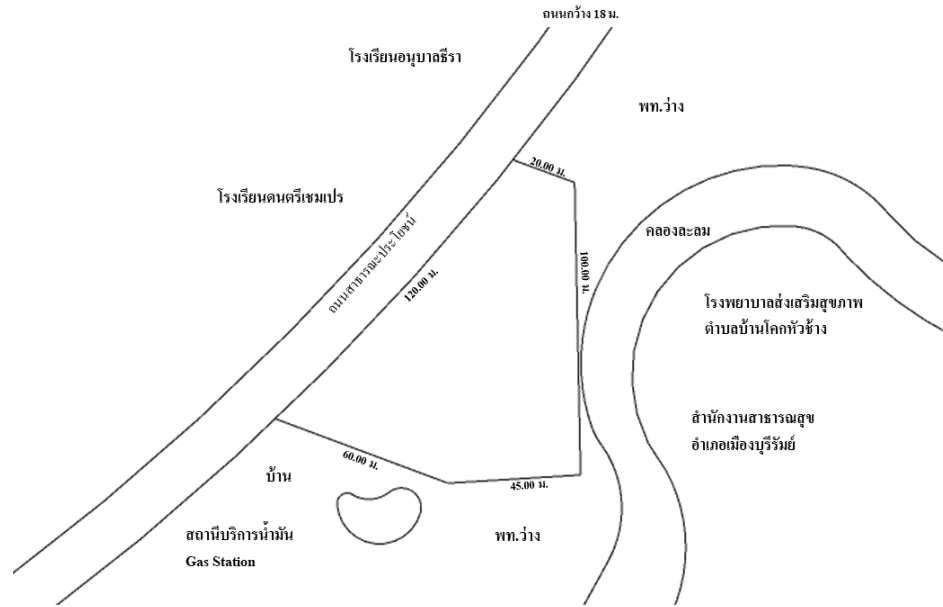 ถนนกว้าง 18 ม.
โรงเรียนอนุบาลธีรา
พท.ว่าง
20.00 ม.
โรงเรียนดนตรีเชมเปร
คลองละลม
ถนนสาธารณะประโยชน์
120.00 ม.
100.00 ม.
โรงพยาบาลส่งเสริมสุขภาพ
ตำบลบ้านโคกหัวช้าง
สำนักงานสาธารณสุข
อำเภอเมืองบุรีรัมย์
60.00 ม.
บ้าน
45.00 ม.
สถานีบริการน้ำมัน
Gas Station
พท.ว่าง